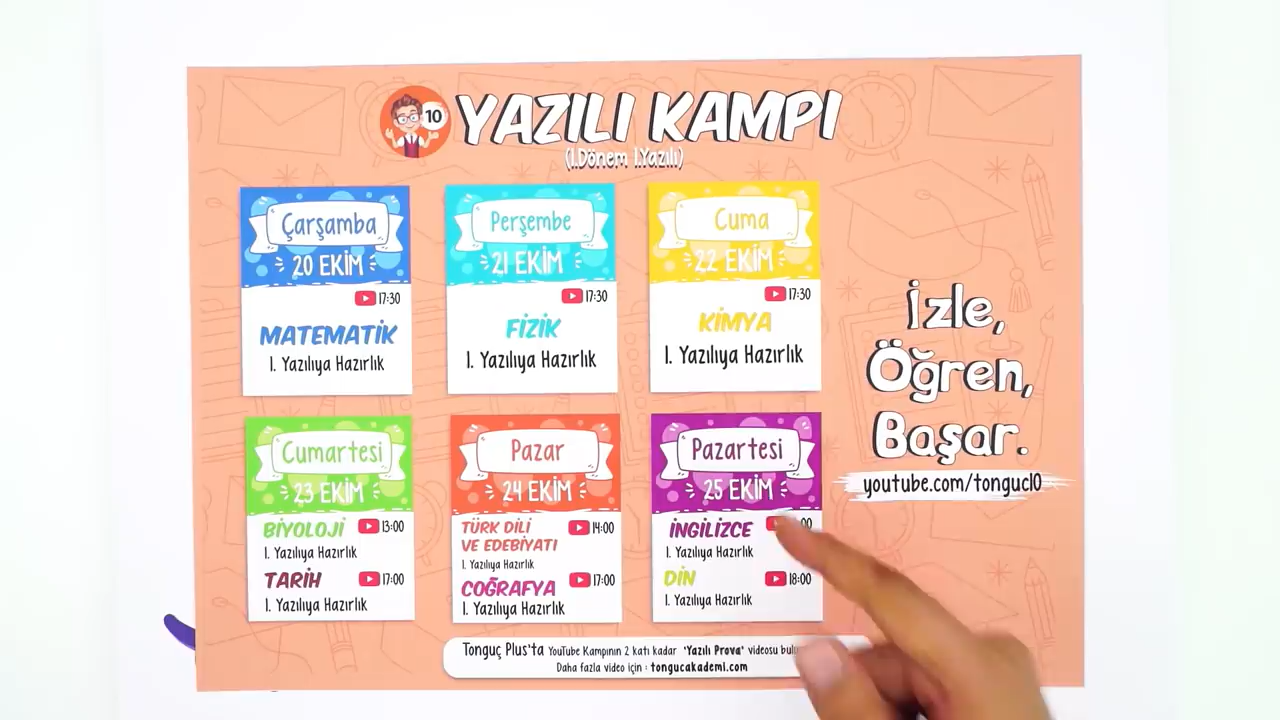 10
YAZILI KAMPI
(1.Dönem 1.Yazılı)
Çarşamba
20 EKİM
17:30
MATEMATİK
1. Yazılıya Hazırlık
Perşembe
21 EKİM
17:30
FİZİK
1. Yazılıya Hazırlık
Cuma
22 EKİM
17:30
KİMYA
1. Yazılıya Hazırlık
Cumartesi
23 EKİM
BİYOLOJİ 13:00
1. Yazılıya Hazırlık
TARİH 17:00
1. Yazılıya Hazırlık
Pazar
24 EKİM
TÜRK DİLİ 14:00
VE EDEBİYATI
1. Yazılıya Hazırlık
COĞRAFYA 17:00
1. Yazılıya Hazırlık
Pazartesi
25 EKİM
İNGİLİZCE
1. Yazılıya Hazırlık
DİN 18:00
1. Yazılıya Hazırlık
İzle,
Öğren,
Başar.
youtube.com/tonguc10
Tonguç Plus'ta YouTube Kampının 2 katı kadar 'Yazılı Prova' videosu
Daha fazla video için : tongucakademi.com